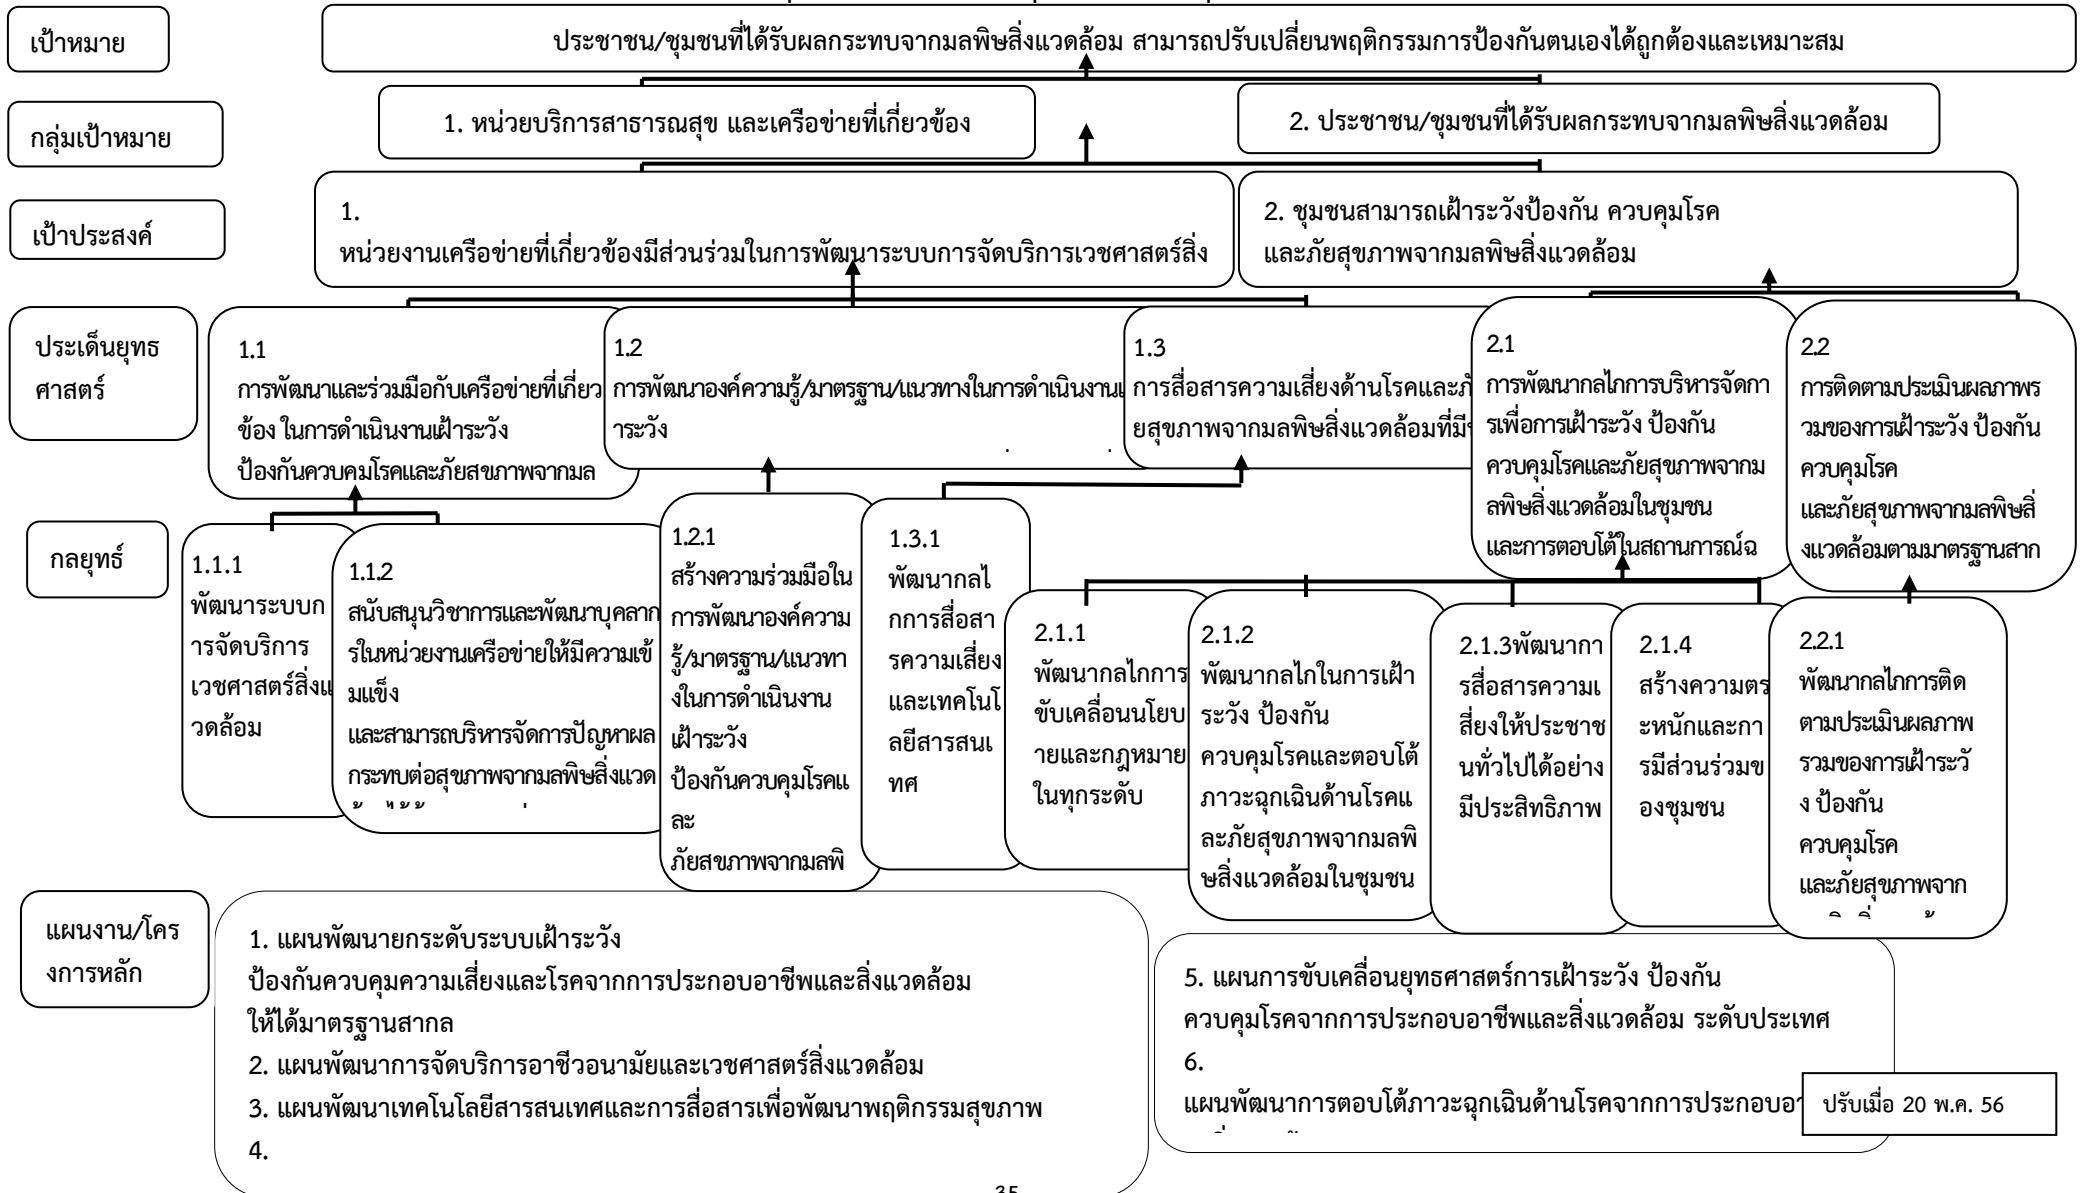 เป้าหมาย
ประชาชน/ชุมชนที่ได้รับผลกระทบจากมลพิษสิ่งแวดล้อม สามารถปรับเปลี่ยนพฤติกรรมการป้องกันตนเองได้ถูกต้องและเหมาะสม
กลุ่มเป้าหมาย
1. หน่วยบริการสาธารณสุข และเครือข่ายที่เกี่ยวข้อง
2. ประชาชน/ชุมชนที่ได้รับผลกระทบจากมลพิษสิ่งแวดล้อม
เป้าประสงค์
1.
หน่วยงานเครือข่ายที่เกี่ยวข้องมีส่วนร่วมในการพัฒนาระบบการจัดบริการเวชศาสตร์สิ่ง
2. ชุมชนสามารถเฝ้าระวังป้องกัน ควบคุมโรค
และภัยสุขภาพจากมลพิษสิ่งแวดล้อม
ประเด็นยุทธ
ศาสตร์
1.1
การพัฒนาและร่วมมือกับเครือข่ายที่เกี่ยว
ข้อง ในการดำเนินงานเฝ้าระวัง
ป้องกันควบคุมโรคและภัยสุขภาพจากมล
1.2
การพัฒนาองค์ความรู้/มาตรฐาน/แนวทางในการดำเนินงานเ
าระวัง
1.3
การสื่อสารความเสี่ยงด้านโรคและภั
ยสุขภาพจากมลพิษสิ่งแวดล้อมที่มี
2.1
การพัฒนากลไกการบริหารจัดกา
รเพื่อการเฝ้าระวัง ป้องกัน
ควบคุมโรคและภัยสุขภาพจากม
ลพิษสิ่งแวดล้อมในชุมชน
และการตอบโต้ในสถานการณ์ฉ
2.2
การติดตามประเมินผลภาพร
วมของการเฝ้าระวัง ป้องกัน
ควบคุมโรค
และภัยสุขภาพจากมลพิษสิ่
งแวดล้อมตามมาตรฐานสาก
กลยุทธ์
1.1.1
พัฒนาระบบก
ารจัดบริการ
เวชศาสตร์สิ่งแ
วดล้อม
1.1.2
สนับสนุนวิชาการและพัฒนาบุคลาก
รในหน่วยงานเครือข่ายให้มีความเข้
มแข็ง
และสามารถบริหารจัดการปัญหาผล
กระทบต่อสุขภาพจากมลพิษสิ่งแวด
1.2.1
สร้างความร่วมมือใน
การพัฒนาองค์ความ
รู้/มาตรฐาน/แนวทา
งในการดำเนินงาน
เฝ้าระวัง
ป้องกันควบคุมโรคแ
ละ
ภัยสุขภาพจากมลพิ
1.3.1
พัฒนากลไ
กการสื่อสา
รความเสี่ยง
และเทคโนโ
ลยีสารสนเ
ทศ
2.1.1
พัฒนากลไกการ
ขับเคลื่อนนโยบ
ายและกฎหมาย
ในทุกระดับ
2.1.2
พัฒนากลไกในการเฝ้า
ระวัง ป้องกัน
ควบคุมโรคและตอบโต้
ภาวะฉุกเฉินด้านโรคแ
ละภัยสุขภาพจากมลพิ
ษสิ่งแวดล้อมในชุมชน
2.1.3พัฒนากา
รสื่อสารความเ
สี่ยงให้ประชาช
นทั่วไปได้อย่าง
มีประสิทธิภาพ
2.1.4
สร้างความตร
ะหนักและกา
รมีส่วนร่วมข
องชุมชน
2.2.1
พัฒนากลไกการติด
ตามประเมินผลภาพ
รวมของการเฝ้าระวั
ง ป้องกัน
ควบคุมโรค
และภัยสุขภาพจาก
แผนงาน/โคร
งการหลัก
1. แผนพัฒนายกระดับระบบเฝ้าระวัง
ป้องกันควบคุมความเสี่ยงและโรคจากการประกอบอาชีพและสิ่งแวดล้อม
ให้ได้มาตรฐานสากล
2. แผนพัฒนาการจัดบริการอาชีวอนามัยและเวชศาสตร์สิ่งแวดล้อม
3. แผนพัฒนาเทคโนโลยีสารสนเทศและการสื่อสารเพื่อพัฒนาพฤติกรรมสุขภาพ
4.
5. แผนการขับเคลื่อนยุทธศาสตร์การเฝ้าระวัง ป้องกัน
ควบคุมโรคจากการประกอบอาชีพและสิ่งแวดล้อม ระดับประเทศ
6.
แผนพัฒนาการตอบโต้ภาวะฉุกเฉินด้านโรคจากการประกอบอา
ปรับเมื่อ 20 พ.ค. 56
35